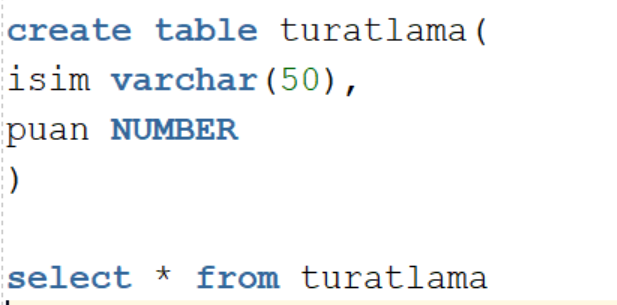 create table turatlama(
isim varchar(50),
puan NUMBER
)
select * from turatlama